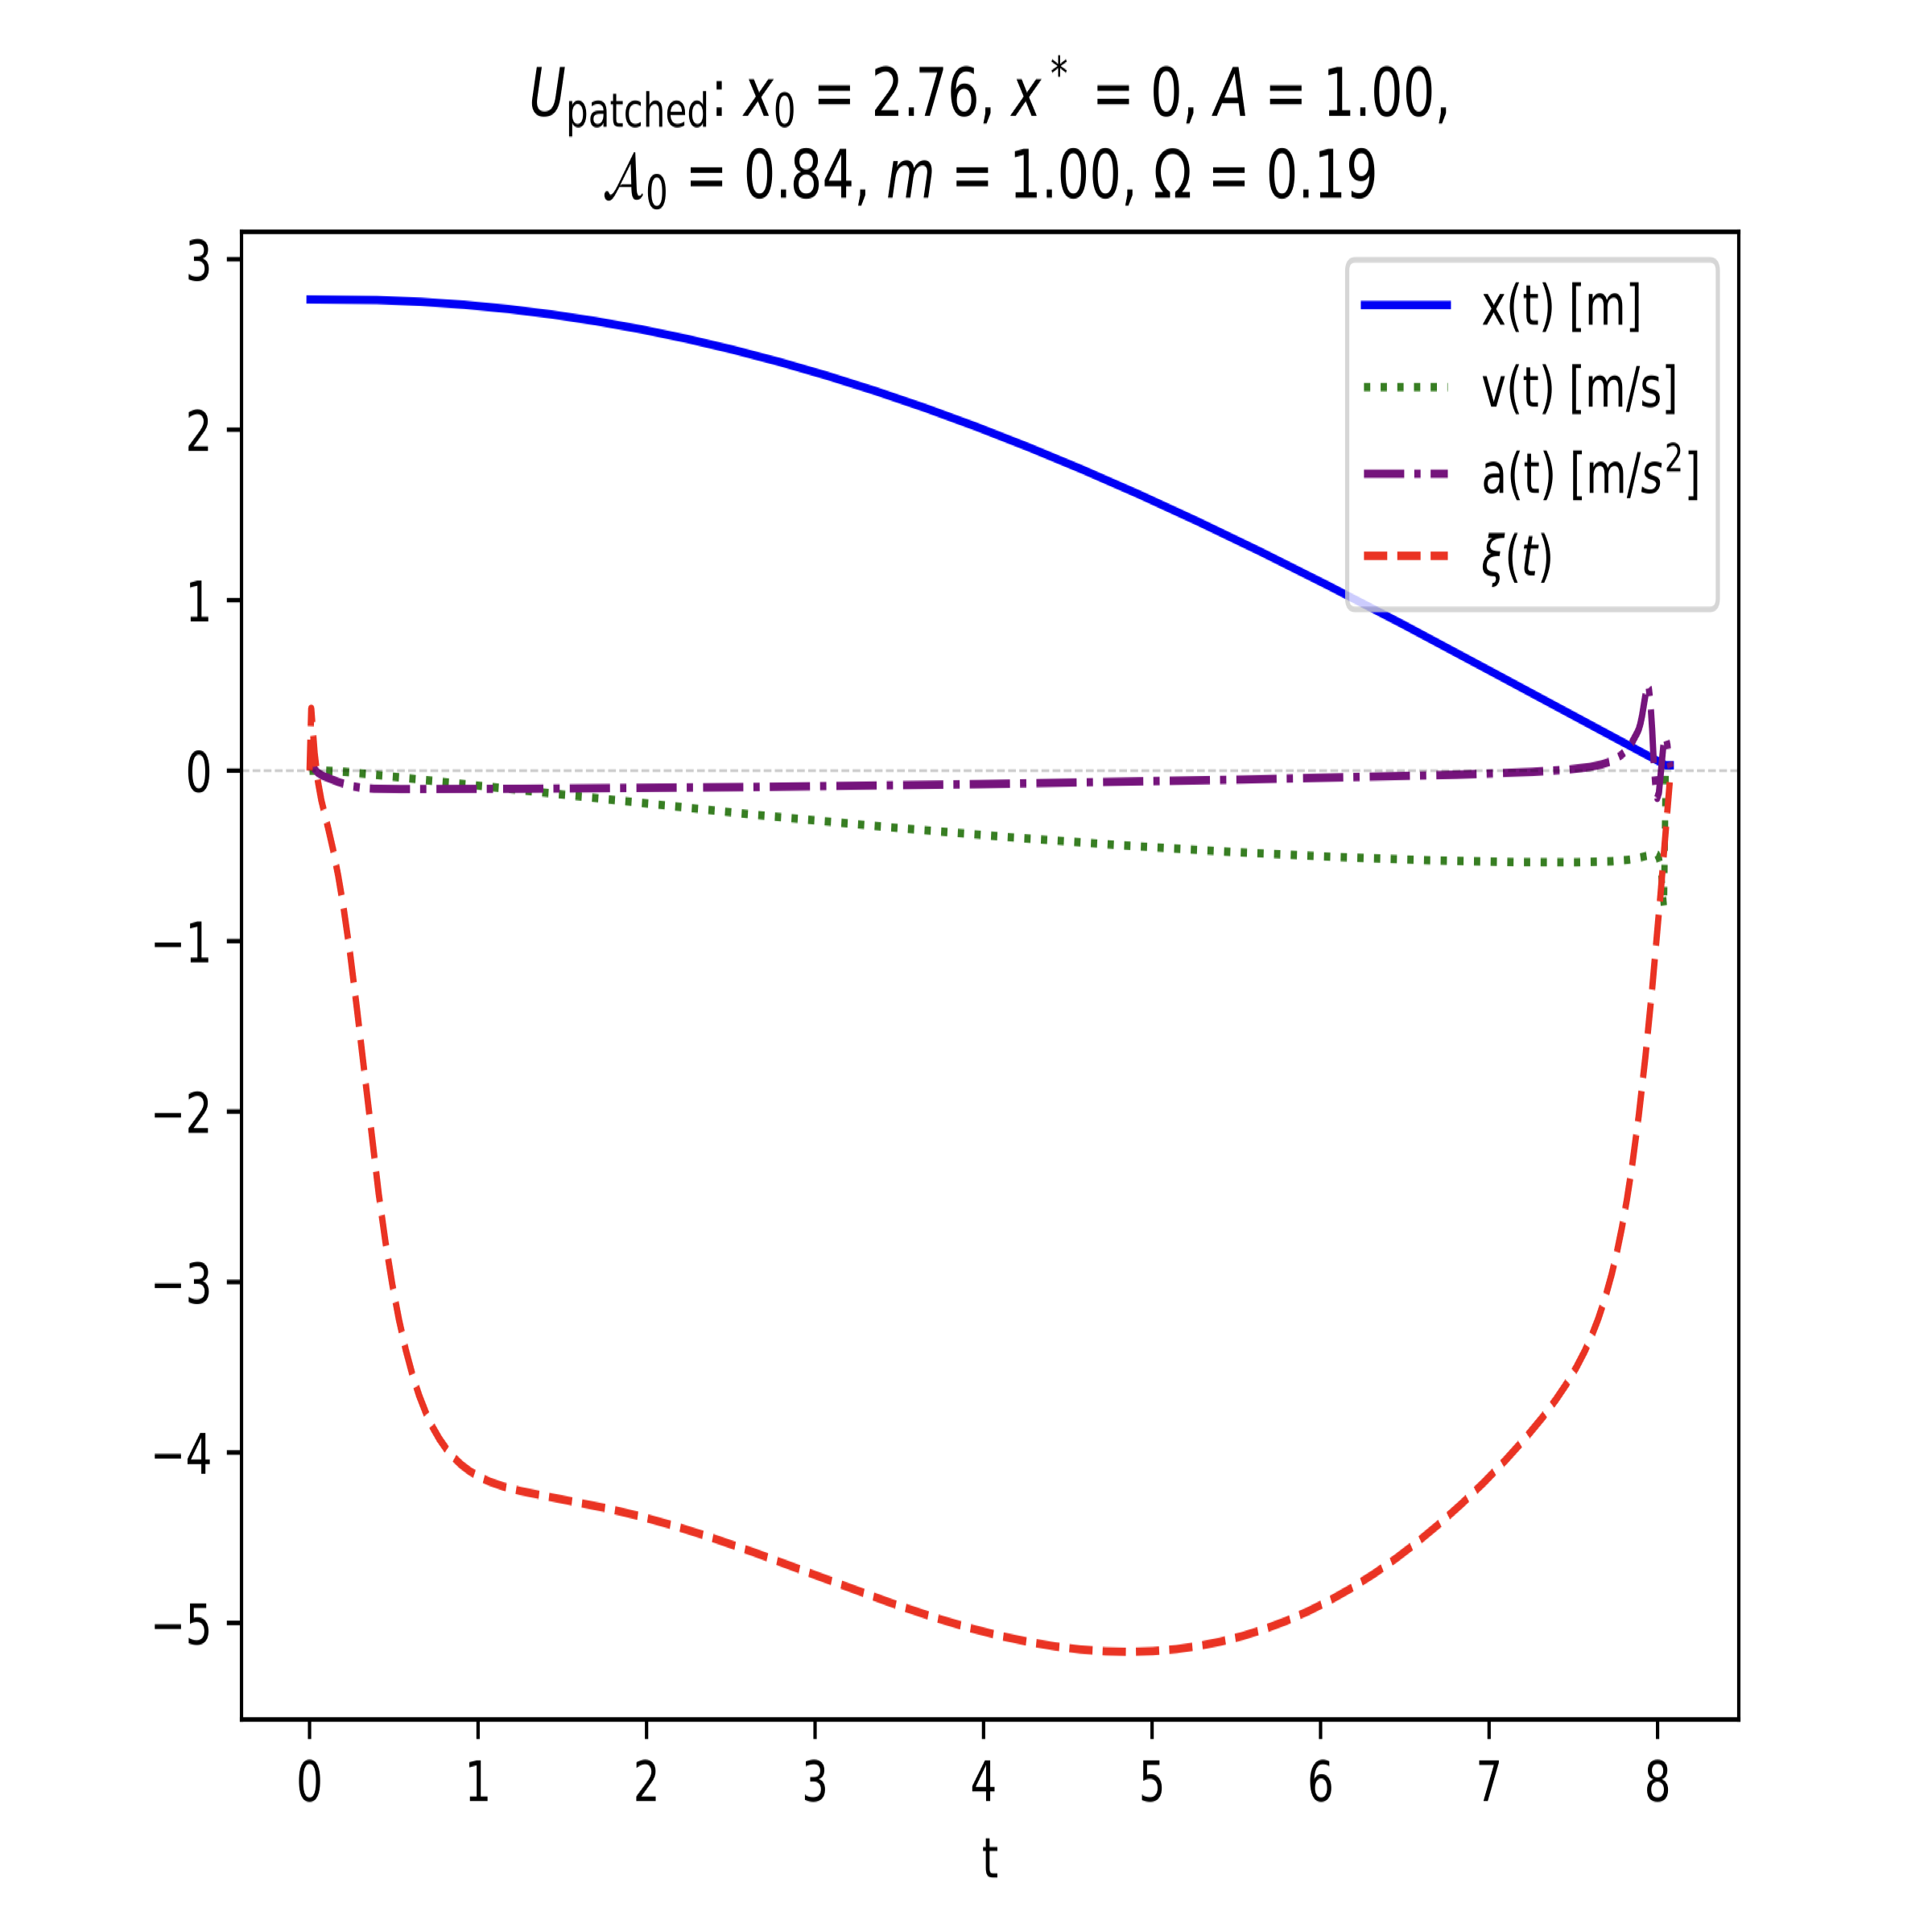 U_patched: x₀ = 2.76, x* = 0, A = 1.00,
𝒜₀ = 0.84, m = 1.00, Ω = 0.19
x(t) [m]
v(t) [m/s]
a(t) [m/s²]
ξ(t)
3
2
1
0
−1
−2
−3
−4
−5
0 1 2 3 4 5 6 7 8
t